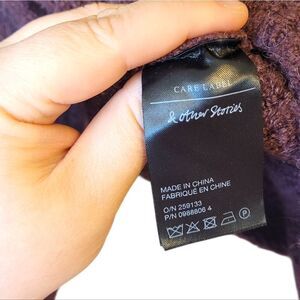 CARE LABEL
& Other Stories
MADE IN CHINA
FABRIQUÉ EN CHINE
O/N 259133
P/N 0988606 4
P